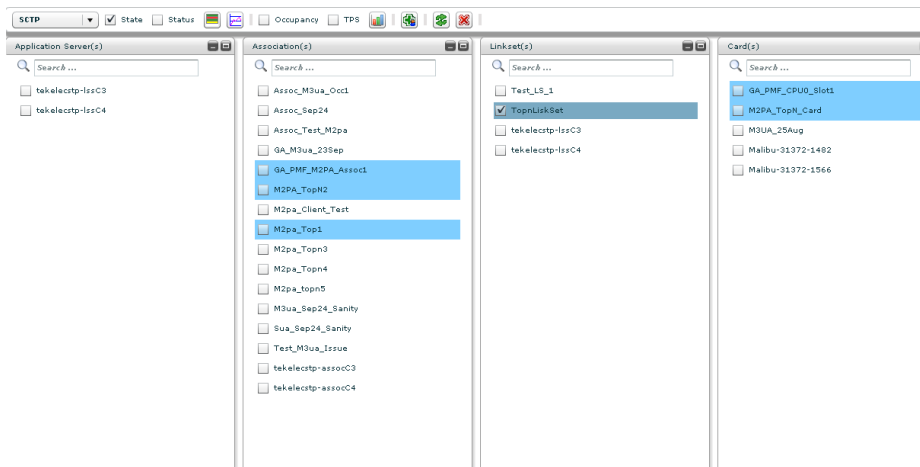 SCTP State Status Occupancy TPS
Application Server(s)
Search ...
tekelecstp-lssC3
tekelecstp-lssC4
Association(s)
Search ...
Assoc_M3ua_Occ1
Assoc_Sep24
Assoc_Test_M2pa
GA_M3ua_23Sep
GA_PMF_M2PA_Assoc1
M2PA_TopN2
M2pa_Client_Test
M2pa_Top1
M2pa_Topn3
M2pa_Topn4
M2pa_topn5
M3ua_Sep24_Sanity
Sua_Sep24_Sanity
Test_M3ua_Issue
tekelecstp-assocC3
tekelecstp-assocC4
Linkset(s)
Search ...
Test_LS_1
TopnLiskSet
tekelecstp-lssC3
tekelecstp-lssC4
Card(s)
Search ...
GA_PMF_CPU0_Slot1
M2PA_TopN_Card
M3UA_25Aug
Malibu-31372-1482
Malibu-31372-1566